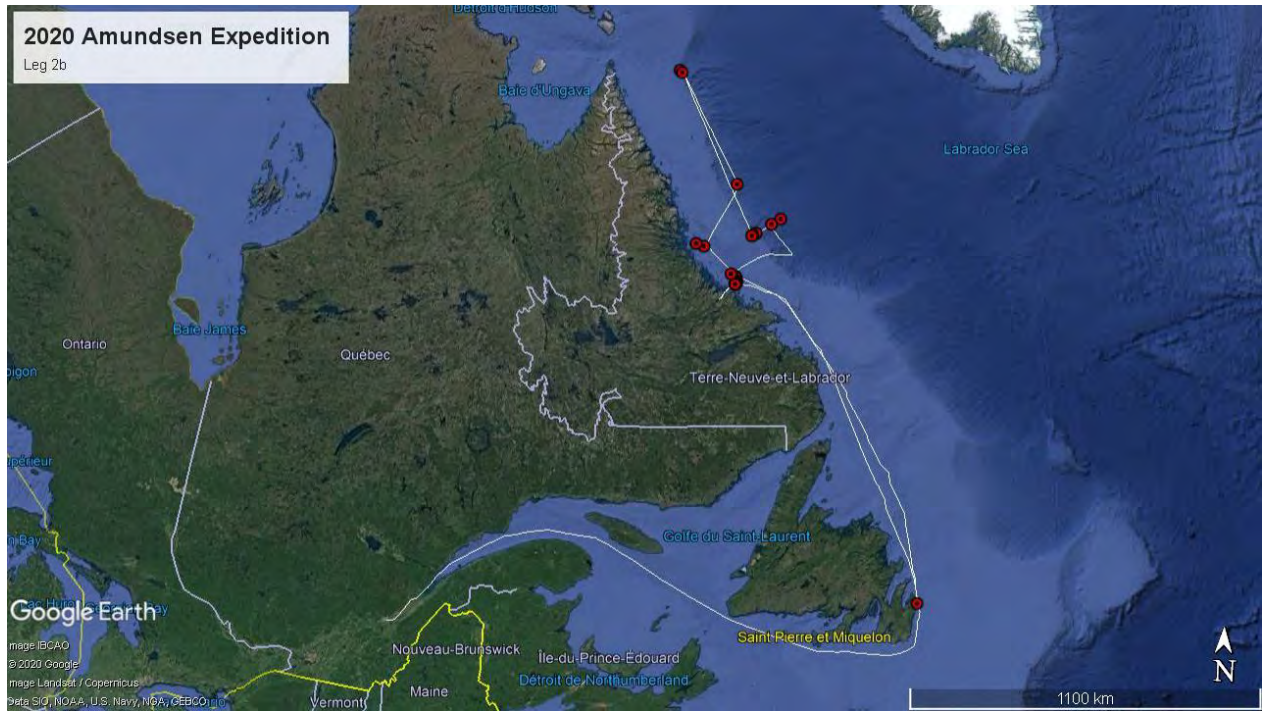 2020 Amundsen Expedition
Leg 2b
Détroit d'Hudson
Baie d'Ungava
Labrador Sea
Baie James
Ontario
Québec
Terre-Neuve-et-Labrador
Golfe du Saint-Laurent
Saint Pierre et Miquelon
Nouveau-Brunswick
Île-du-Prince-Édouard
Détroit de Northumberland
Maine
Vermont
Google Earth
© 2020 Google
Image Landsat / Copernicus
Data SIO, NOAA, U.S. Navy, NGA, GEBCO
N
1100 km